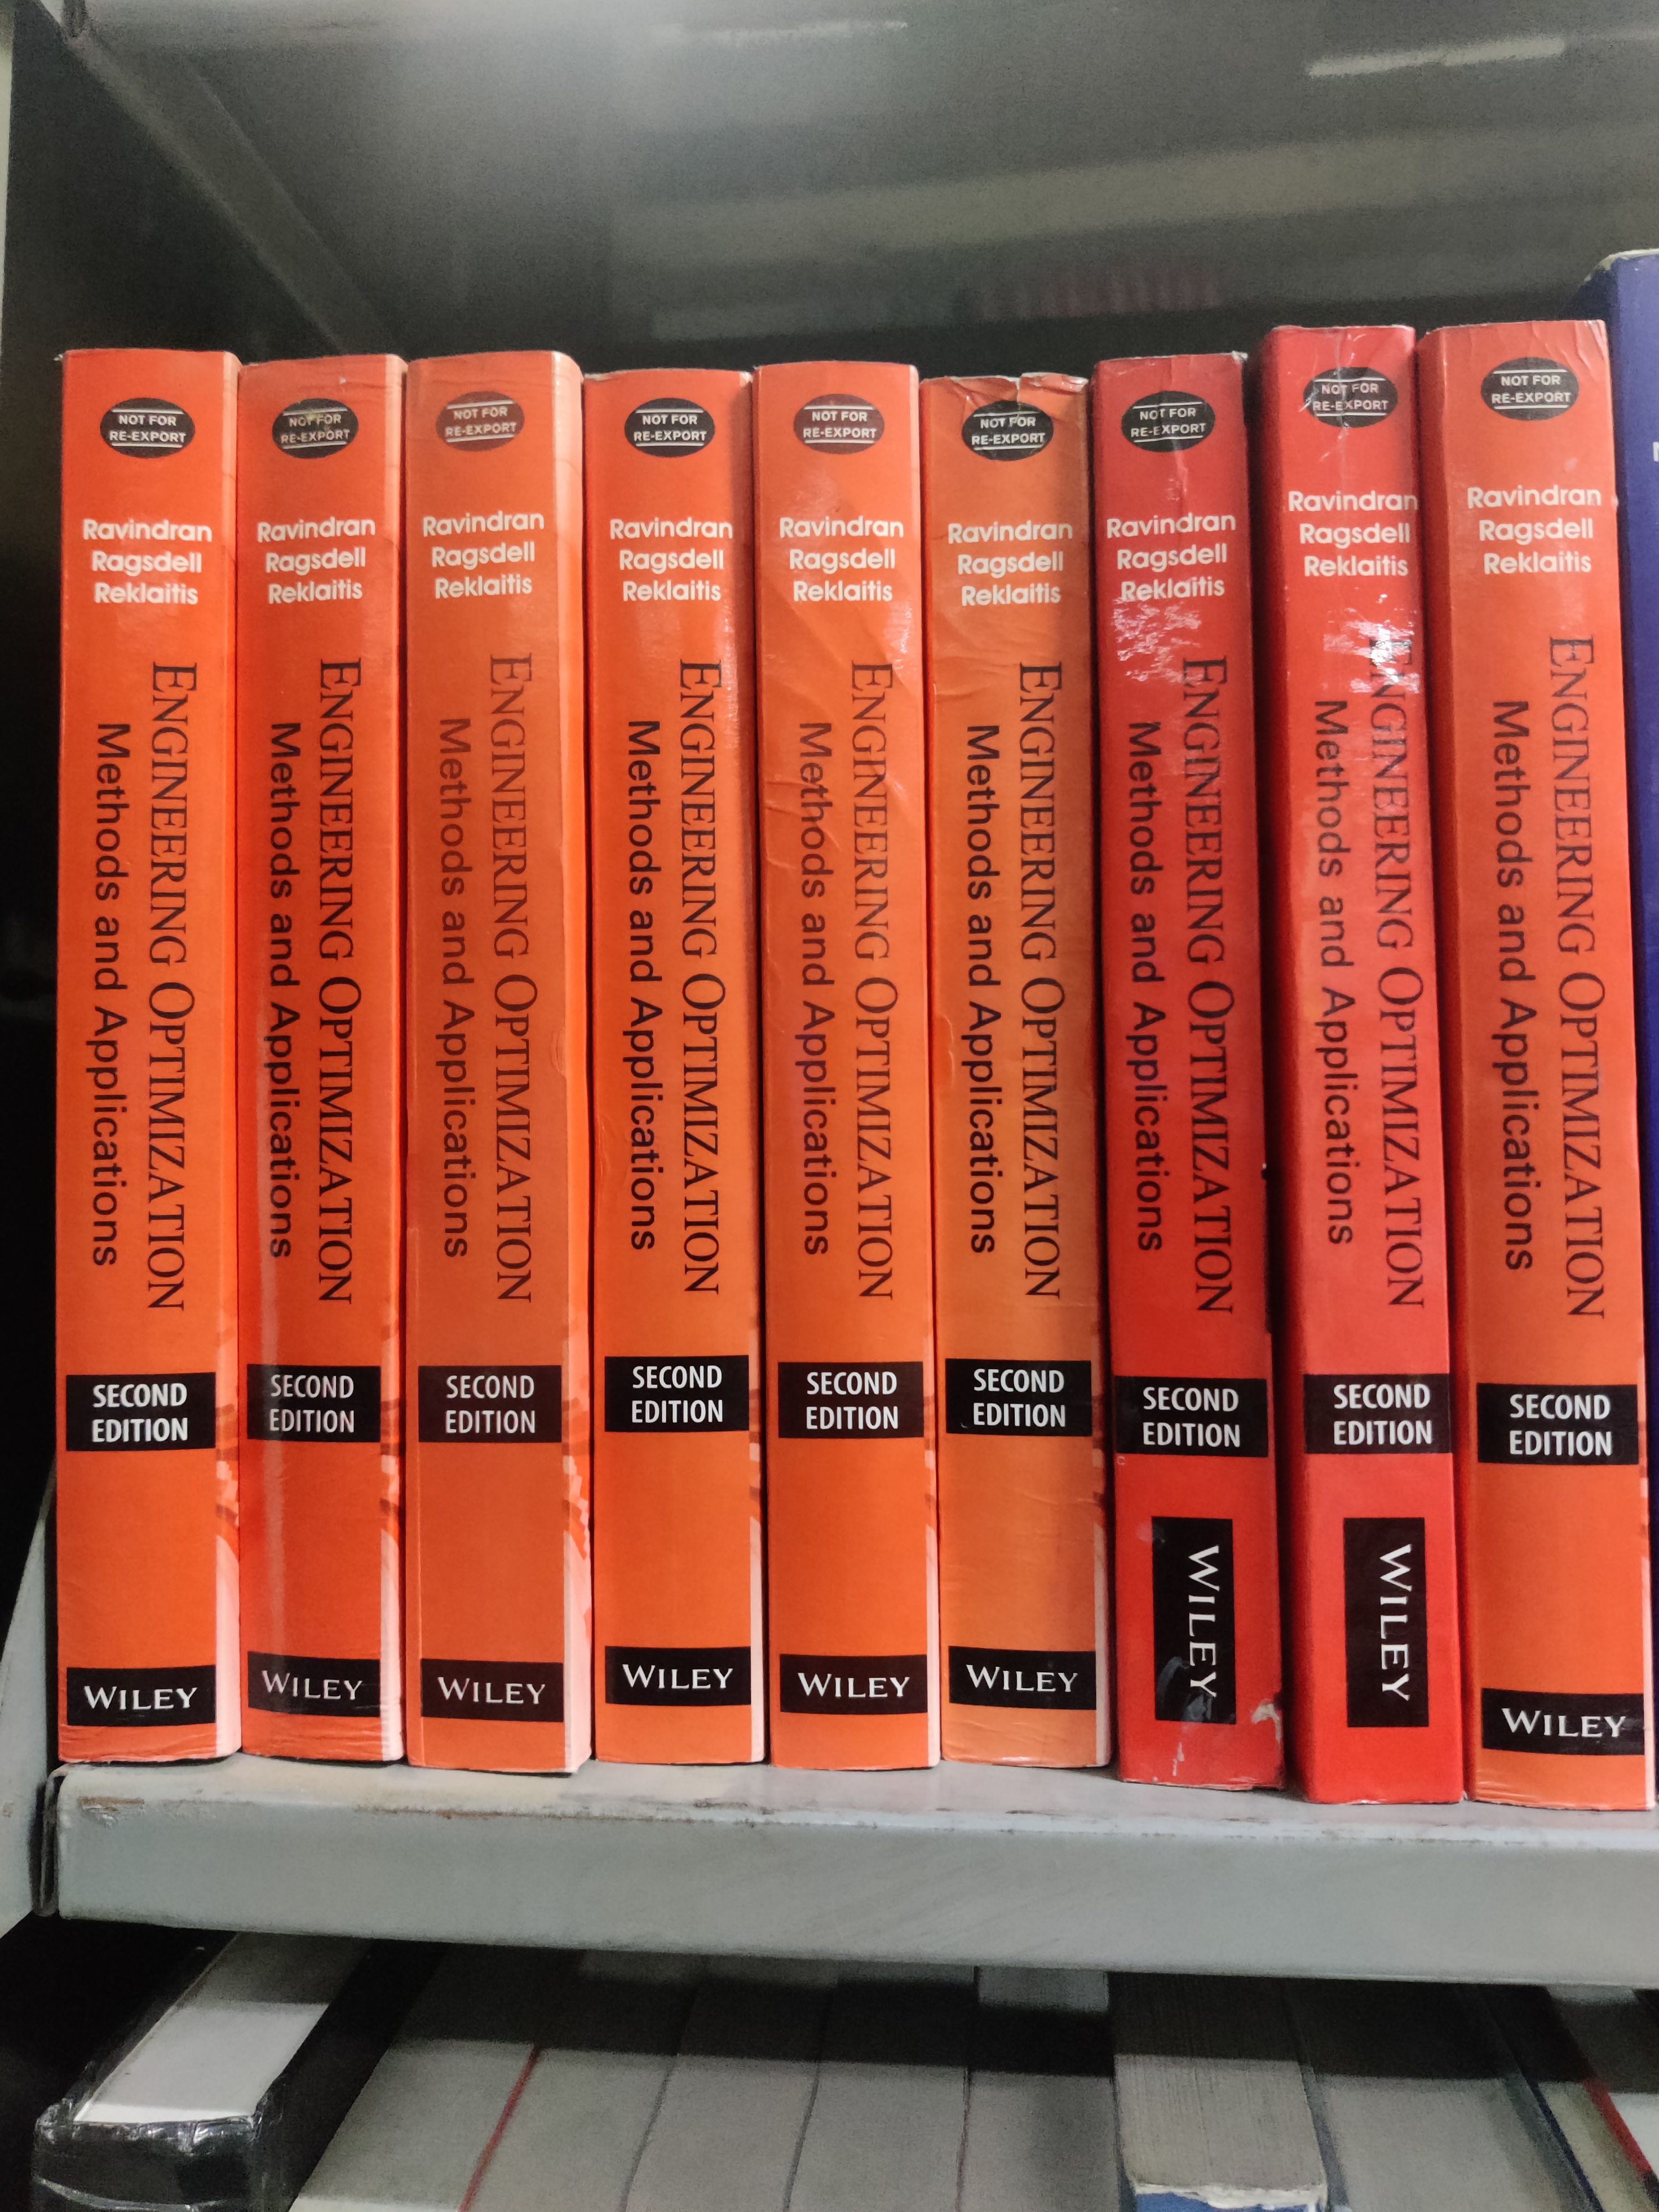 NOT FOR
RE-EXPORT
Ravindran
Ragsdell
Reklaitis
ENGINEERING OPTIMIZATION
Methods and Applications
SECOND
EDITION
WILEY
NOT FOR
RE-EXPORT
Ravindran
Ragsdell
Reklaitis
ENGINEERING OPTIMIZATION
Methods and Applications
SECOND
EDITION
WILEY
NOT FOR
RE-EXPORT
Ravindran
Ragsdell
Reklaitis
ENGINEERING OPTIMIZATION
Methods and Applications
SECOND
EDITION
WILEY
NOT FOR
RE-EXPORT
Ravindran
Ragsdell
Reklaitis
ENGINEERING OPTIMIZATION
Methods and Applications
SECOND
EDITION
WILEY
NOT FOR
RE-EXPORT
Ravindran
Ragsdell
Reklaitis
ENGINEERING OPTIMIZATION
Methods and Applications
SECOND
EDITION
WILEY
NOT FOR
RE-EXPORT
Ravindran
Ragsdell
Reklaitis
ENGINEERING OPTIMIZATION
Methods and Applications
SECOND
EDITION
WILEY
NOT FOR
RE-EXPORT
Ravindran
Ragsdell
Reklaitis
ENGINEERING OPTIMIZATION
Methods and Applications
SECOND
EDITION
WILEY
NOT FOR
RE-EXPORT
Ravindran
Ragsdell
Reklaitis
ENGINEERING OPTIMIZATION
Methods and Applications
SECOND
EDITION
WILEY
NOT FOR
RE-EXPORT
Ravindran
Ragsdell
Reklaitis
ENGINEERING OPTIMIZATION
Methods and Applications
SECOND
EDITION
WILEY